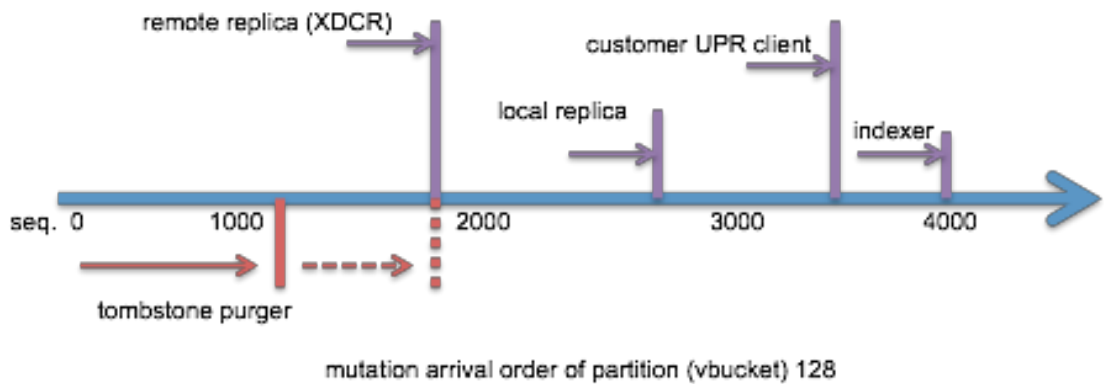 remote replica (XDCR)
customer UPR client
local replica
indexer
seq. 0 1000 2000 3000 4000
tombstone purger
mutation arrival order of partition (vbucket) 128